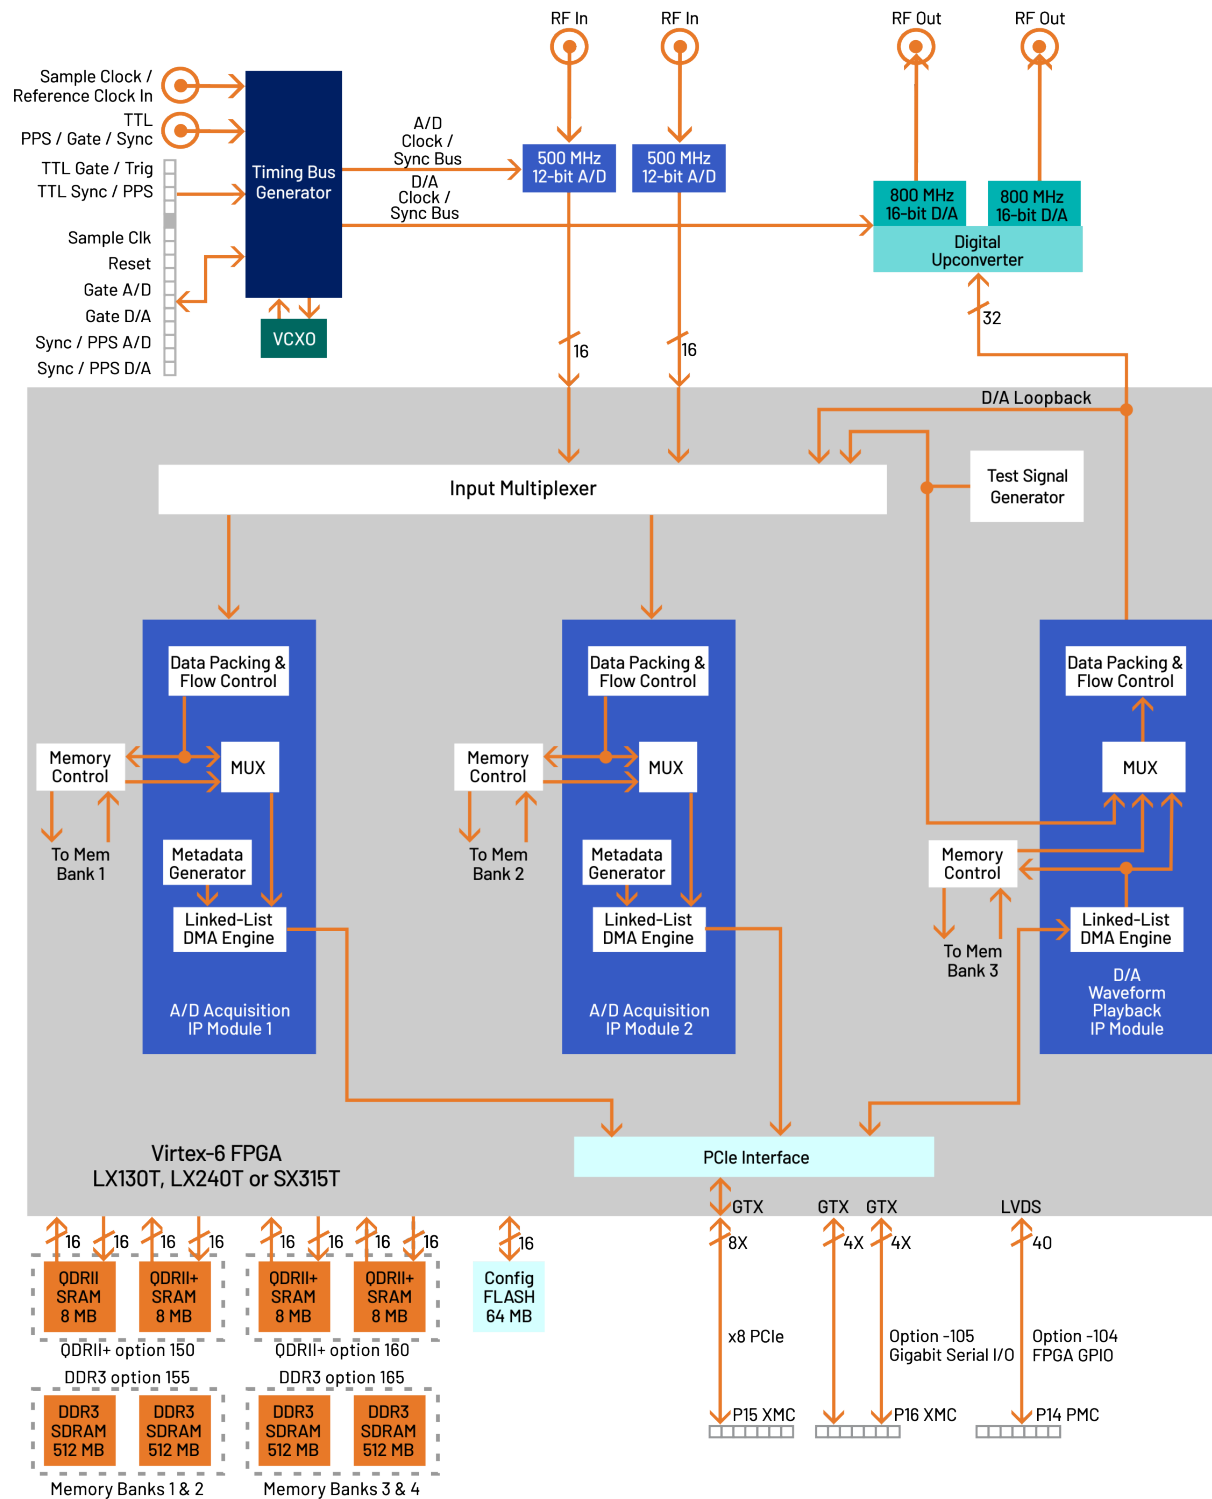 RF In
RF In
RF Out
RF Out
Sample Clock /
Reference Clock In
TTL
PPS / Gate / Sync
TTL Gate / Trig
TTL Sync / PPS
Sample Clk
Reset
Gate A/D
Gate D/A
Sync / PPS A/D
Sync / PPS D/A
Timing Bus
Generator
VCXO
A/D
Clock /
Sync Bus
D/A
Clock /
Sync Bus
500 MHz
12-bit A/D
500 MHz
12-bit A/D
800 MHz
16-bit D/A
800 MHz
16-bit D/A
Digital
Upconverter
32
16
16
D/A Loopback
Input Multiplexer
Test Signal
Generator
Data Packing &
Flow Control
Memory
Control
MUX
To Mem
Bank 1
Metadata
Generator
Linked-List
DMA Engine
A/D Acquisition
IP Module 1
Data Packing &
Flow Control
Memory
Control
MUX
To Mem
Bank 2
Metadata
Generator
Linked-List
DMA Engine
A/D Acquisition
IP Module 2
Data Packing &
Flow Control
MUX
Memory
Control
To Mem
Bank 3
Linked-List
DMA Engine
D/A
Waveform
Playback
IP Module
PCIe Interface
Virtex-6 FPGA
LX130T, LX240T or SX315T
GTX
GTX
GTX
LVDS
16
16
16
16
16
16
16
16
16
8X
4X
4X
40
QDRII
SRAM
8 MB
QDRII+
SRAM
8 MB
QDRII+
SRAM
8 MB
QDRII+
SRAM
8 MB
Config
FLASH
64 MB
QDRII+ option 150
QDRII+ option 160
x8 PCIe
Option -105
Gigabit Serial I/O
Option -104
FPGA GPIO
DDR3 option 155
DDR3 option 165
DDR3
SDRAM
512 MB
DDR3
SDRAM
512 MB
DDR3
SDRAM
512 MB
DDR3
SDRAM
512 MB
P15 XMC
P16 XMC
P14 PMC
Memory Banks 1 & 2
Memory Banks 3 & 4